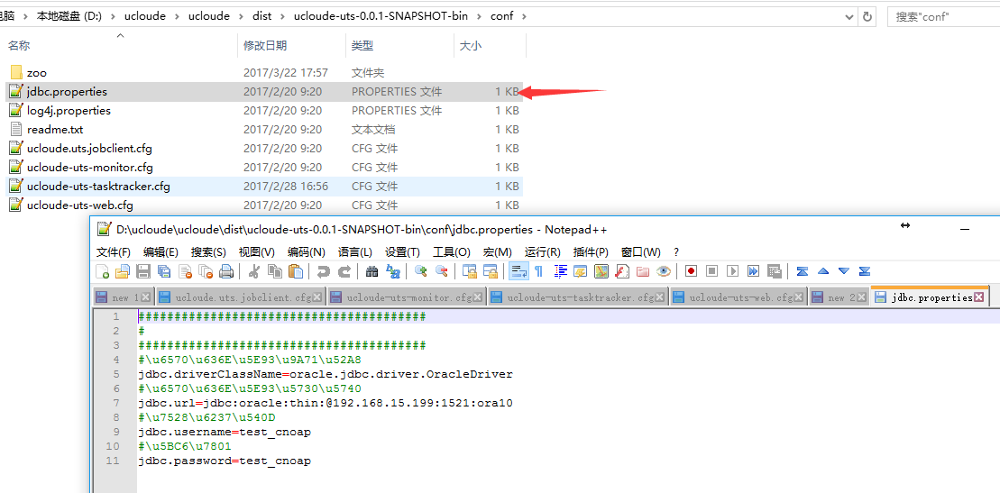 电脑 > 本地磁盘 (D:) > ucloude > ucloude > dist > ucloude-uts-0.0.1-SNAPSHOT-bin > conf > 搜索"conf"
名称 修改日期 类型 大小
zoo 2017/3/22 17:57 文件夹
jdbc.properties 2017/2/20 9:20 PROPERTIES 文件 1 KB
log4j.properties 2017/2/20 9:20 PROPERTIES 文件 1 KB
readme.txt 2017/2/20 9:20 文本文档 1 KB
ucloude.uts.jobclient.cfg 2017/2/20 9:20 CFG 文件 1 KB
ucloude-uts-monitor.cfg 2017/2/20 9:20 CFG 文件 1 KB
ucloude-uts-tasktracker.cfg 2017/2/28 16:56 CFG 文件 1 KB
ucloude-uts-web.cfg 2017/2/20 9:20 CFG 文件 1 KB
D:\ucloude\ucloude\dist\ucloude-uts-0.0.1-SNAPSHOT-bin\conf\jdbc.properties - Notepad++
文件(F) 编辑(E) 搜索(S) 视图(V) 编码(N) 语言(L) 设置(T) 工具(O) 宏(M) 运行(R) 插件(P) 窗口(W) ?
new 1 ucloude.uts.jobclient.cfg ucloude-uts-monitor.cfg ucloude-uts-tasktracker.cfg ucloude-uts-web.cfg new 2 jdbc.properties
1 ########################################
2 #
3 ########################################
4 #\u6570\u636E\u5E93\u9A71\u52A8
5 jdbc.driverClassName=oracle.jdbc.driver.OracleDriver
6 #\u6570\u636E\u5E93\u5730\u5740
7 jdbc.url=jdbc:oracle:thin:@192.168.15.199:1521:ora10
8 #\u7528\u6237\u540D
9 jdbc.username=test_cnoap
10 #\u5BC6\u7801
11 jdbc.password=test_cnoap